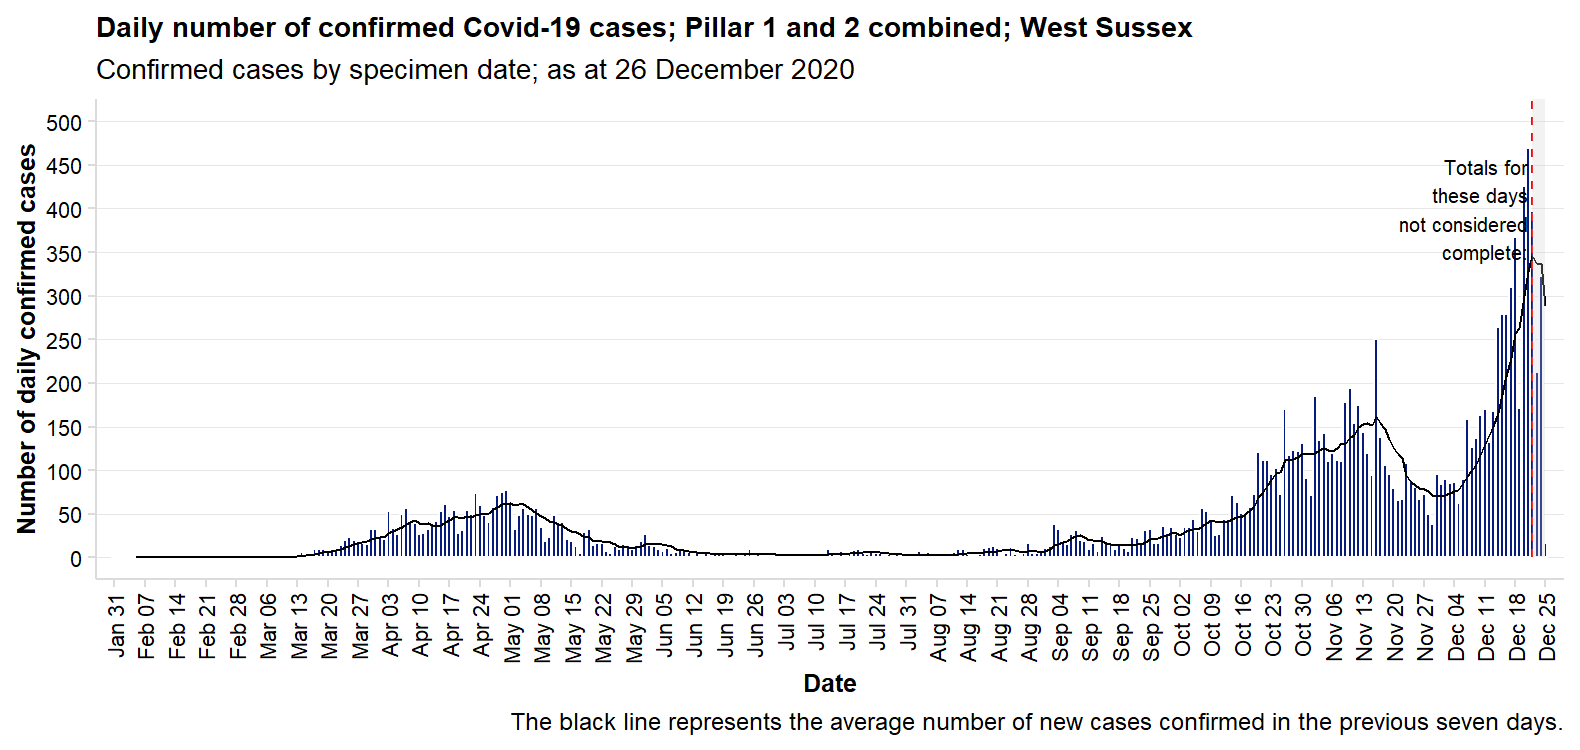 Daily number of confirmed Covid-19 cases; Pillar 1 and 2 combined; West Sussex
Confirmed cases by specimen date; as at 26 December 2020
Number of daily confirmed cases
500
450
400
350
300
250
200
150
100
50
0
Totals for
these days
not considered
complete.
Jan 31
Feb 07
Feb 14
Feb 21
Feb 28
Mar 06
Mar 13
Mar 20
Mar 27
Apr 03
Apr 10
Apr 17
Apr 24
May 01
May 08
May 15
May 22
May 29
Jun 05
Jun 12
Jun 19
Jun 26
Jul 03
Jul 10
Jul 17
Jul 24
Jul 31
Aug 07
Aug 14
Aug 21
Aug 28
Sep 04
Sep 11
Sep 18
Sep 25
Oct 02
Oct 09
Oct 16
Oct 23
Oct 30
Nov 06
Nov 13
Nov 20
Nov 27
Dec 04
Dec 11
Dec 18
Dec 25
Date
The black line represents the average number of new cases confirmed in the previous seven days.